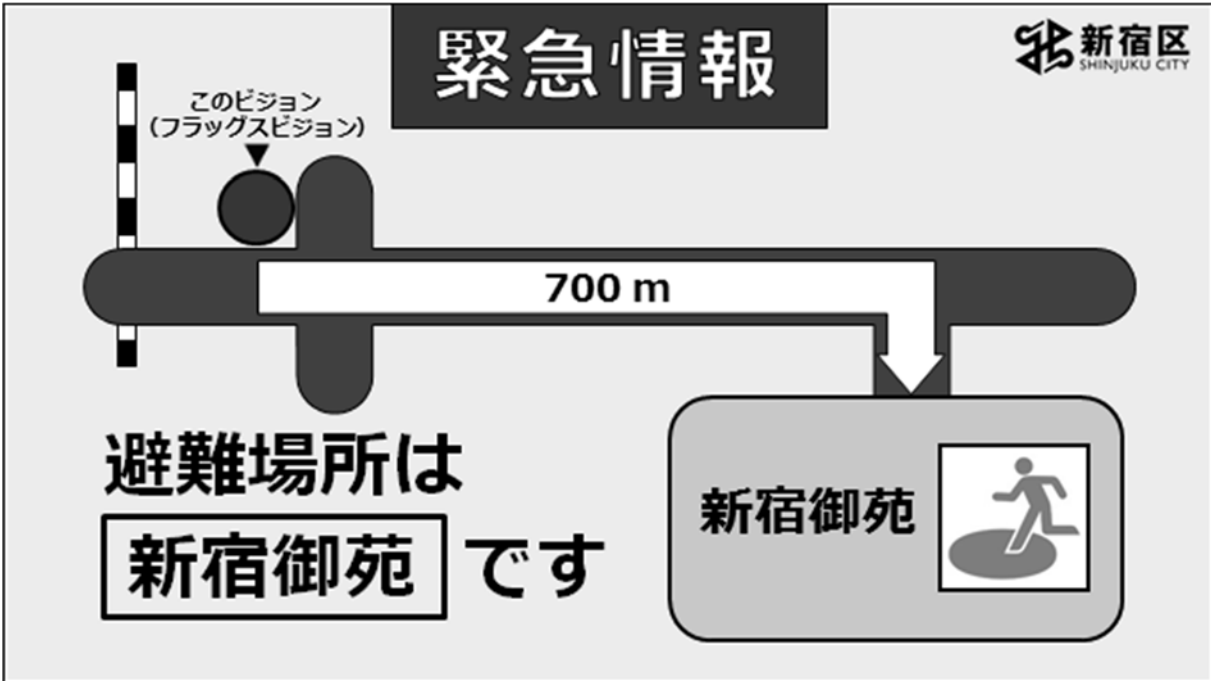 緊急情報
新宿区
SHINJUKU CITY
このビジョン
(フラッグスビジョン)
700 m
避難場所は
新宿御苑 です
新宿御苑